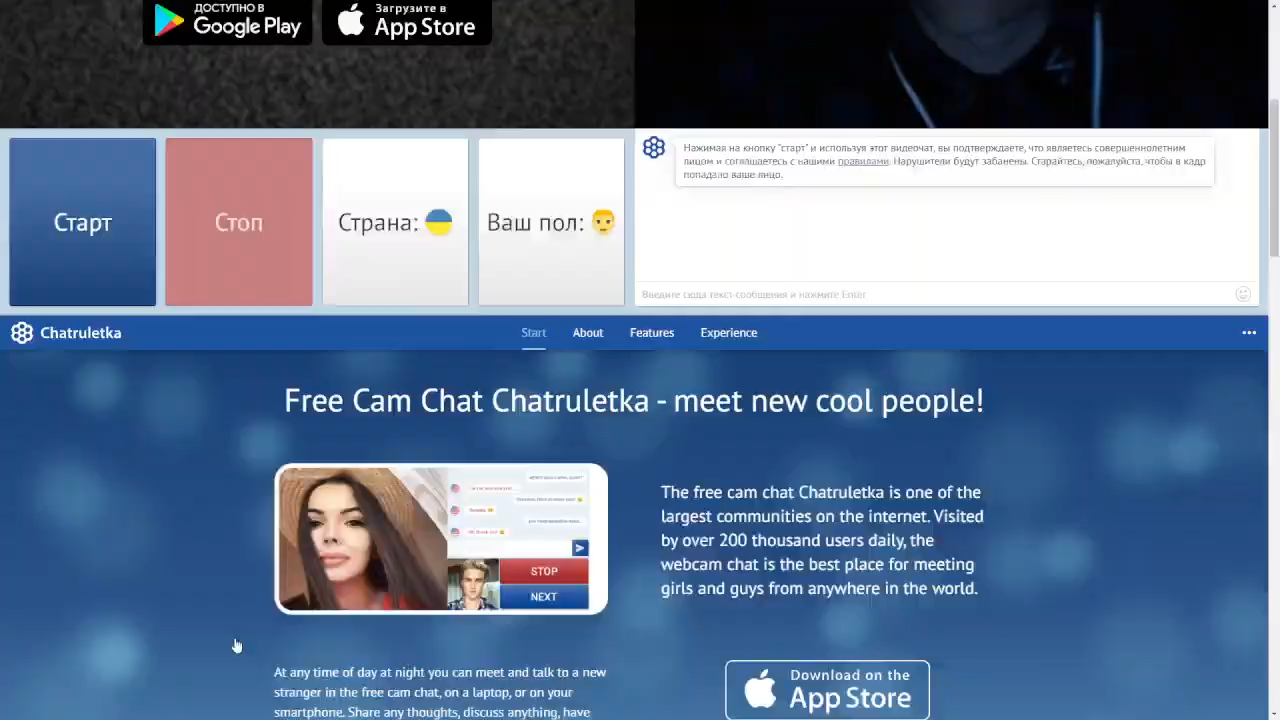 ДОСТУПНО В
Google Play
Загрузите в
App Store
Старт
Стоп
Страна:
Ваш пол:
Нажимая на кнопку "старт" и используя этот видеочат, вы подтверждаете, что являетесь совершеннолетним
лицом и соглашаетесь с нашими правилами. Нарушители будут забанены. Старайтесь, пожалуйста, чтобы в кадр
попадало ваше лицо.
Введите сюда текст сообщения и нажмите Enter
Chatruletka
Start
About
Features
Experience
Free Cam Chat Chatruletka - meet new cool people!
STOP
NEXT
The free cam chat Chatruletka is one of the
largest communities on the internet. Visited
by over 200 thousand users daily, the
webcam chat is the best place for meeting
girls and guys from anywhere in the world.
At any time of day at night you can meet and talk to a new
stranger in the free cam chat, on a laptop, or on your
smartphone. Share any thoughts, discuss anything, have
Download on the
App Store